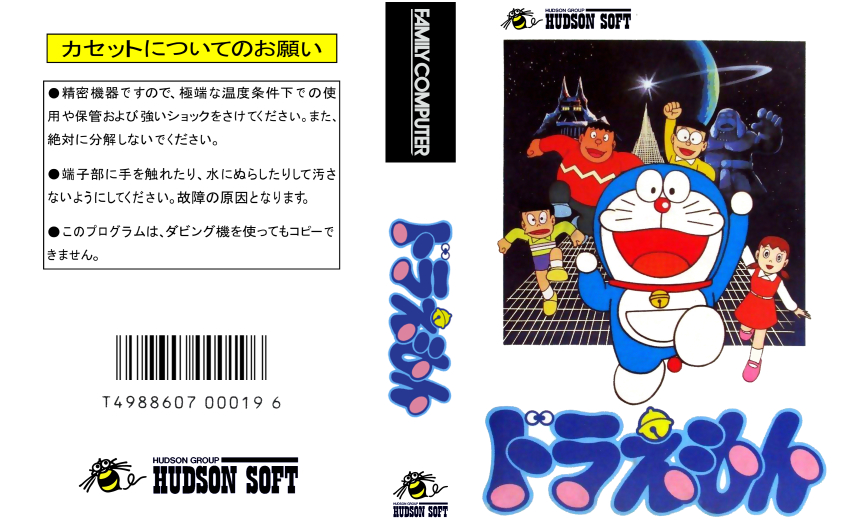 カセットについてのお願い
●精密機器ですので、極端な温度条件下での使
用や保管および強いショックをさけてください。また、
絶対に分解しないでください。
●端子部に手を触れたり、水にぬらしたりして汚さ
ないようにしてください。故障の原因となります。
●このプログラムは、ダビング機を使ってもコピーで
きません。
T4988607 00019 6
HUDSON GROUP
HUDSON SOFT
FAMILY COMPUTER
ドラえもん
HUDSON GROUP
HUDSON SOFT
HUDSON GROUP
HUDSON SOFT
ドラえもん